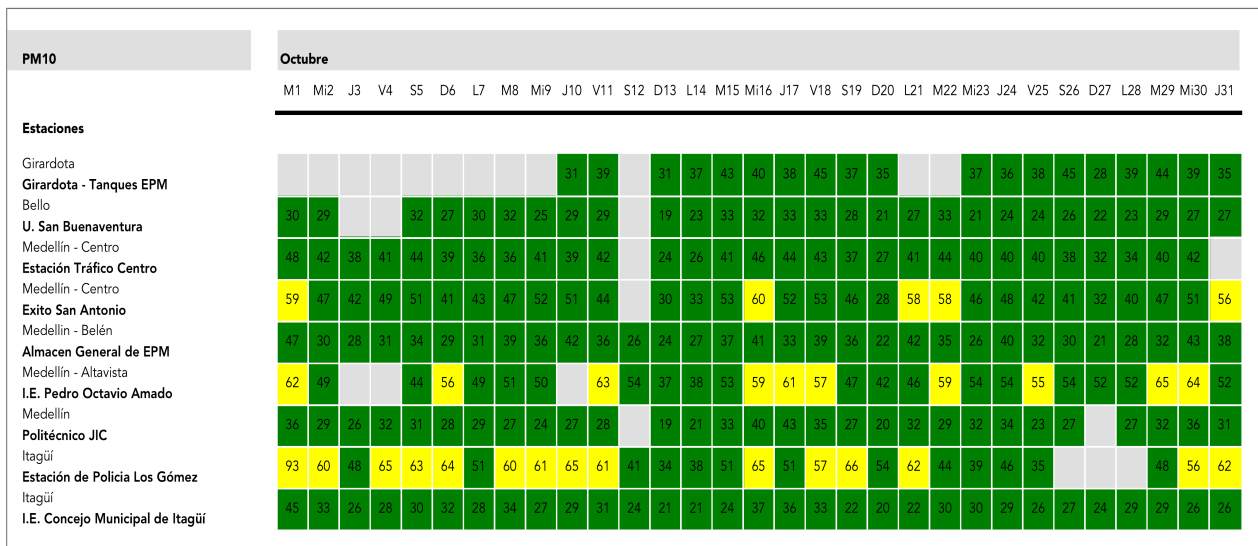 PM10 Octubre
M1 Mi2 J3 V4 S5 D6 L7 M8 Mi9 J10 V11 S12 D13 L14 M15 Mi16 J17 V18 S19 D20 L21 M22 Mi23 J24 V25 S26 D27 L28 M29 Mi30 J31
Estaciones
Girardota
Girardota - Tanques EPM 31 39 31 37 43 40 38 45 37 35 37 36 38 45 28 39 44 39 35
Bello
U. San Buenaventura 30 29 32 27 30 32 25 29 29 19 23 33 32 33 33 28 21 27 33 21 24 24 26 22 23 29 27 27
Medellín - Centro
Estación Tráfico Centro 48 42 38 41 44 39 36 36 41 39 42 24 26 41 46 44 43 37 27 41 44 40 40 40 38 32 34 40 42
Medellín - Centro
Exito San Antonio 59 47 42 49 51 41 43 47 52 51 44 30 33 53 60 52 53 46 28 58 58 46 48 42 41 32 40 47 51 56
Medellin - Belén
Almacen General de EPM 47 30 28 31 34 29 31 39 36 42 36 26 24 27 37 41 33 39 36 22 42 35 26 40 32 30 21 28 32 43 38
Medellín - Altavista
I.E. Pedro Octavio Amado 62 49 44 56 49 51 50 63 54 37 38 53 59 61 57 47 42 46 59 54 54 55 54 52 52 65 64 52
Medellín
Politécnico JIC 36 29 26 32 31 28 29 27 24 27 28 19 21 33 40 43 35 27 20 32 29 32 34 23 27 27 32 36 31
Itagüí
Estación de Policia Los Gómez 93 60 48 65 63 64 51 60 61 65 61 41 34 38 51 65 51 57 66 54 62 44 39 46 35 48 56 62
Itagüí
I.E. Concejo Municipal de Itagüí 45 33 26 28 30 32 28 34 27 29 31 24 21 21 24 37 36 33 22 20 22 30 30 29 26 27 24 29 29 26 26